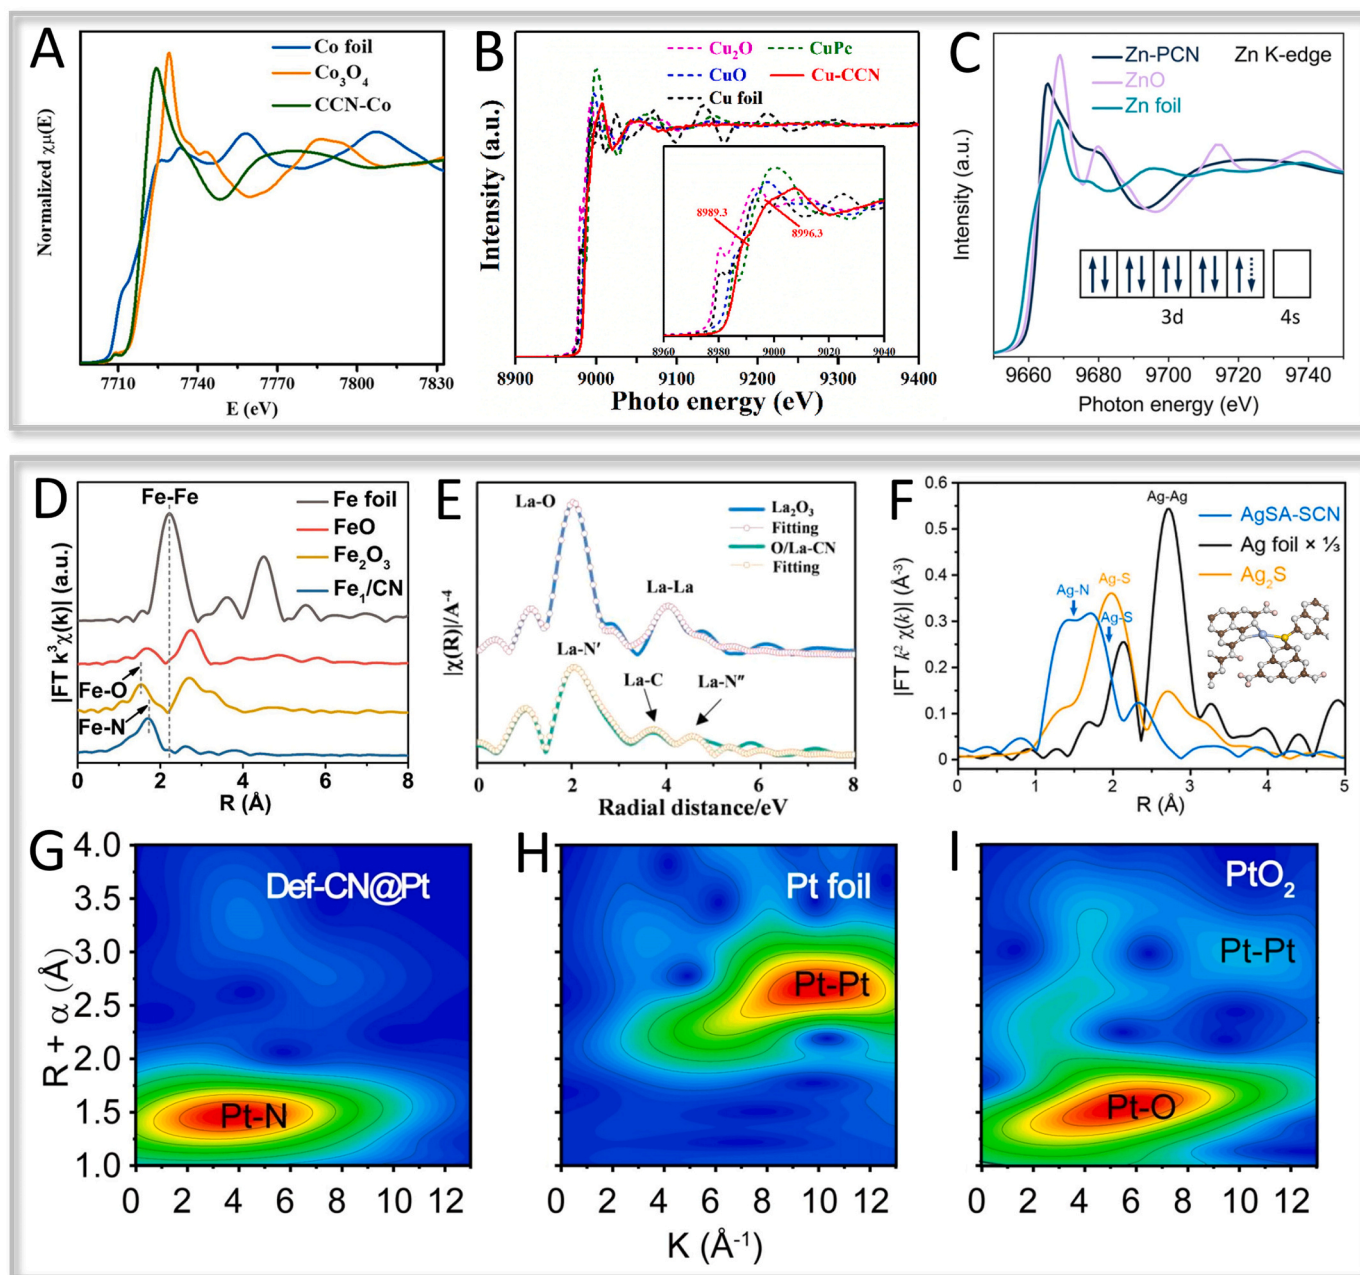 A
Co foil
Co₃O₄
CCN-Co
Normalized χμ(E)
7710 7740 7770 7800 7830
E (eV)
B
Cu₂O
CuPc
CuO
Cu-CCN
Cu foil
Intensity (a.u.)
8989.3
8996.3
8960 8980 9000 9020 9040
8900 9000 9100 9200 9300 9400
Photo energy (eV)
C
Zn-PCN
Zn K-edge
ZnO
Zn foil
Intensity (a.u.)
3d
4s
9660 9680 9700 9720 9740
Photon energy (eV)
D
Fe-Fe
Fe foil
FeO
Fe₂O₃
Fe₁/CN
Fe-O
Fe-N
|FT k³χ(k)| (a.u.)
0 2 4 6 8
R (Å)
E
La-O
La₂O₃
Fitting
O/La-CN
Fitting
La-La
La-N′
La-C
La-N″
|χ(R)|/A⁻⁴
0 2 4 6 8
Radial distance/eV
F
0.6
0.5
0.4
0.3
0.2
0.1
0
Ag-Ag
AgSA-SCN
Ag foil × ⅓
Ag₂S
Ag-N
Ag-S
Ag-S
|FT k² χ(k)| (Å⁻³)
0 1 2 3 4 5
R (Å)
G
4.0
3.5
3.0
2.5
2.0
1.5
1.0
R + α (Å)
Def-CN@Pt
Pt-N
0 2 4 6 8 10 12
H
Pt foil
Pt-Pt
0 2 4 6 8 10 12
I
PtO₂
Pt-Pt
Pt-O
0 2 4 6 8 10 12
K (Å⁻¹)